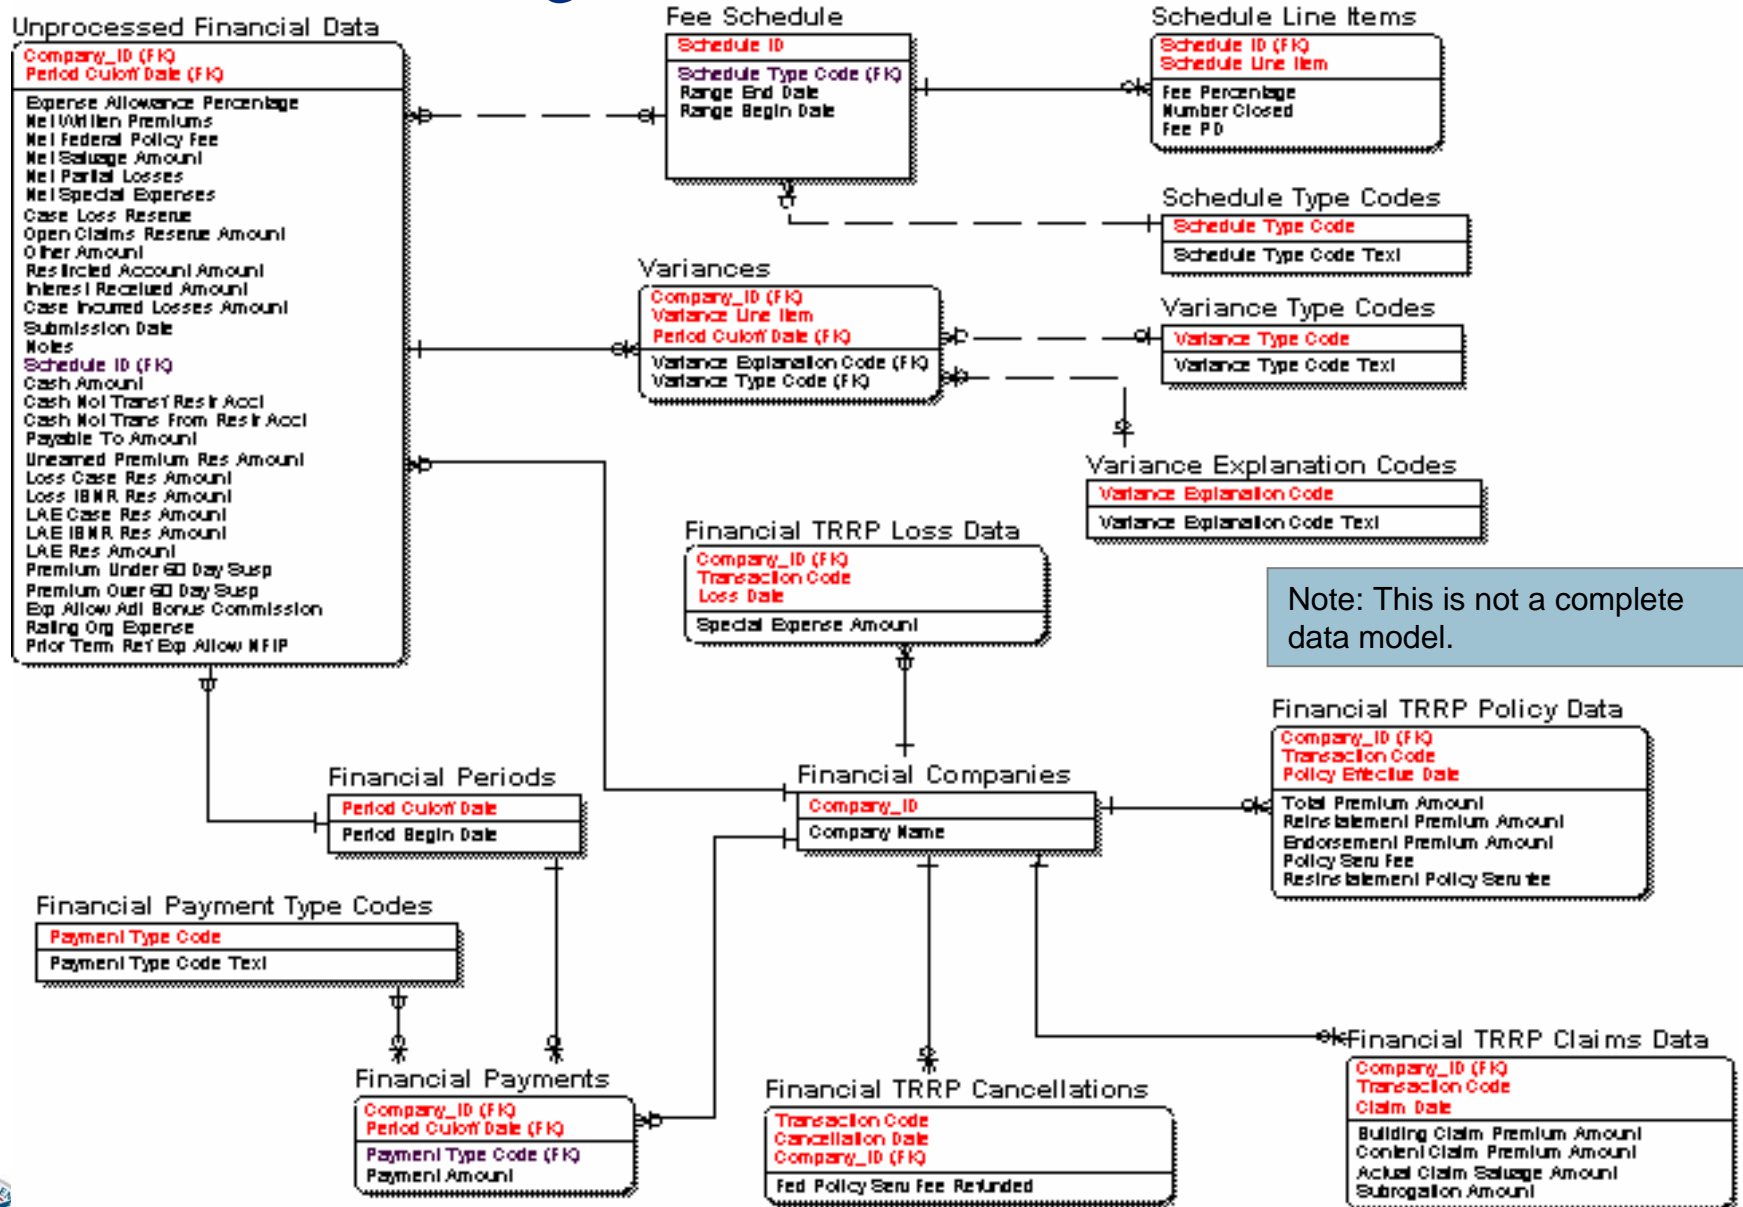 Unprocessed Financial Data
Company_ID (FK)
Period Cutoff Date (FK)
Expense Allowance Percentage
Net Written Premiums
Net Federal Policy Fee
Net Salvage Amount
Net Partial Losses
Net Special Expenses
Case Loss Reserve
Open Claims Reserve Amount
Other Amount
Restircted Account Amount
Interest Received Amount
Case Incurred Losses Amount
Submission Date
Notes
Schedule ID (FK)
Cash Amount
Cash Not Transf Restr Acct
Cash Not Trans From Restr Acct
Payable To Amount
Unearned Premium Res Amount
Loss Case Res Amount
Loss IBNR Res Amount
LAE Case Res Amount
LAE IBNR Res Amount
LAE Res Amount
Premium Under 60 Day Susp
Premium Over 60 Day Susp
Exp Allow Adl Bonus Commission
Rating Org Expense
Prior Term Ref Exp Allow NFIP
Fee Schedule
Schedule ID
Schedule Type Code (FK)
Range End Date
Range Begin Date
Schedule Line Items
Schedule ID (FK)
Schedule Line Item
Fee Percentage
Number Closed
Fee PD
Schedule Type Codes
Schedule Type Code
Schedule Type Code Text
Variances
Company_ID (FK)
Variance Line Item
Period Cutoff Date (FK)
Variance Explanation Code (FK)
Variance Type Code (FK)
Variance Type Codes
Variance Type Code
Variance Type Code Text
Variance Explanation Codes
Variance Explanation Code
Variance Explanation Code Text
Financial TRRP Loss Data
Company_ID (FK)
Transaction Code
Loss Date
Special Expense Amount
Note: This is not a complete
data model.
Financial TRRP Policy Data
Company_ID (FK)
Transaction Code
Policy Effective Date
Total Premium Amount
Reinstatement Premium Amount
Endorsement Premium Amount
Policy Serv Fee
Resinstatement Policy Serv fee
Financial Periods
Period Cutoff Date
Period Begin Date
Financial Companies
Company_ID
Company Name
Financial Payment Type Codes
Payment Type Code
Payment Type Code Text
Financial Payments
Company_ID (FK)
Period Cutoff Date (FK)
Payment Type Code (FK)
Payment Amount
Financial TRRP Cancellations
Transaction Code
Cancellation Date
Company_ID (FK)
Fed Policy Serv Fee Refunded
Financial TRRP Claims Data
Company_ID (FK)
Transaction Code
Claim Date
Building Claim Premium Amount
Content Claim Premium Amount
Actual Claim Salvage Amount
Subrogation Amount